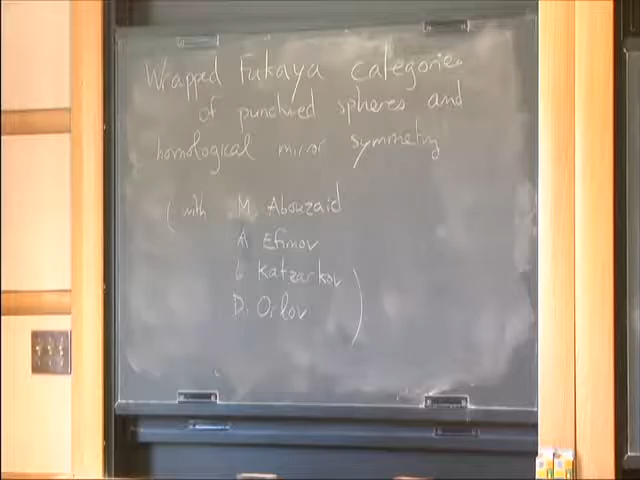 Wrapped Fukaya categories
of punctured spheres and
homological mirror symmetry
(with M. Abouzaid
A. Efimov
L. Katzarkov
D. Orlov)